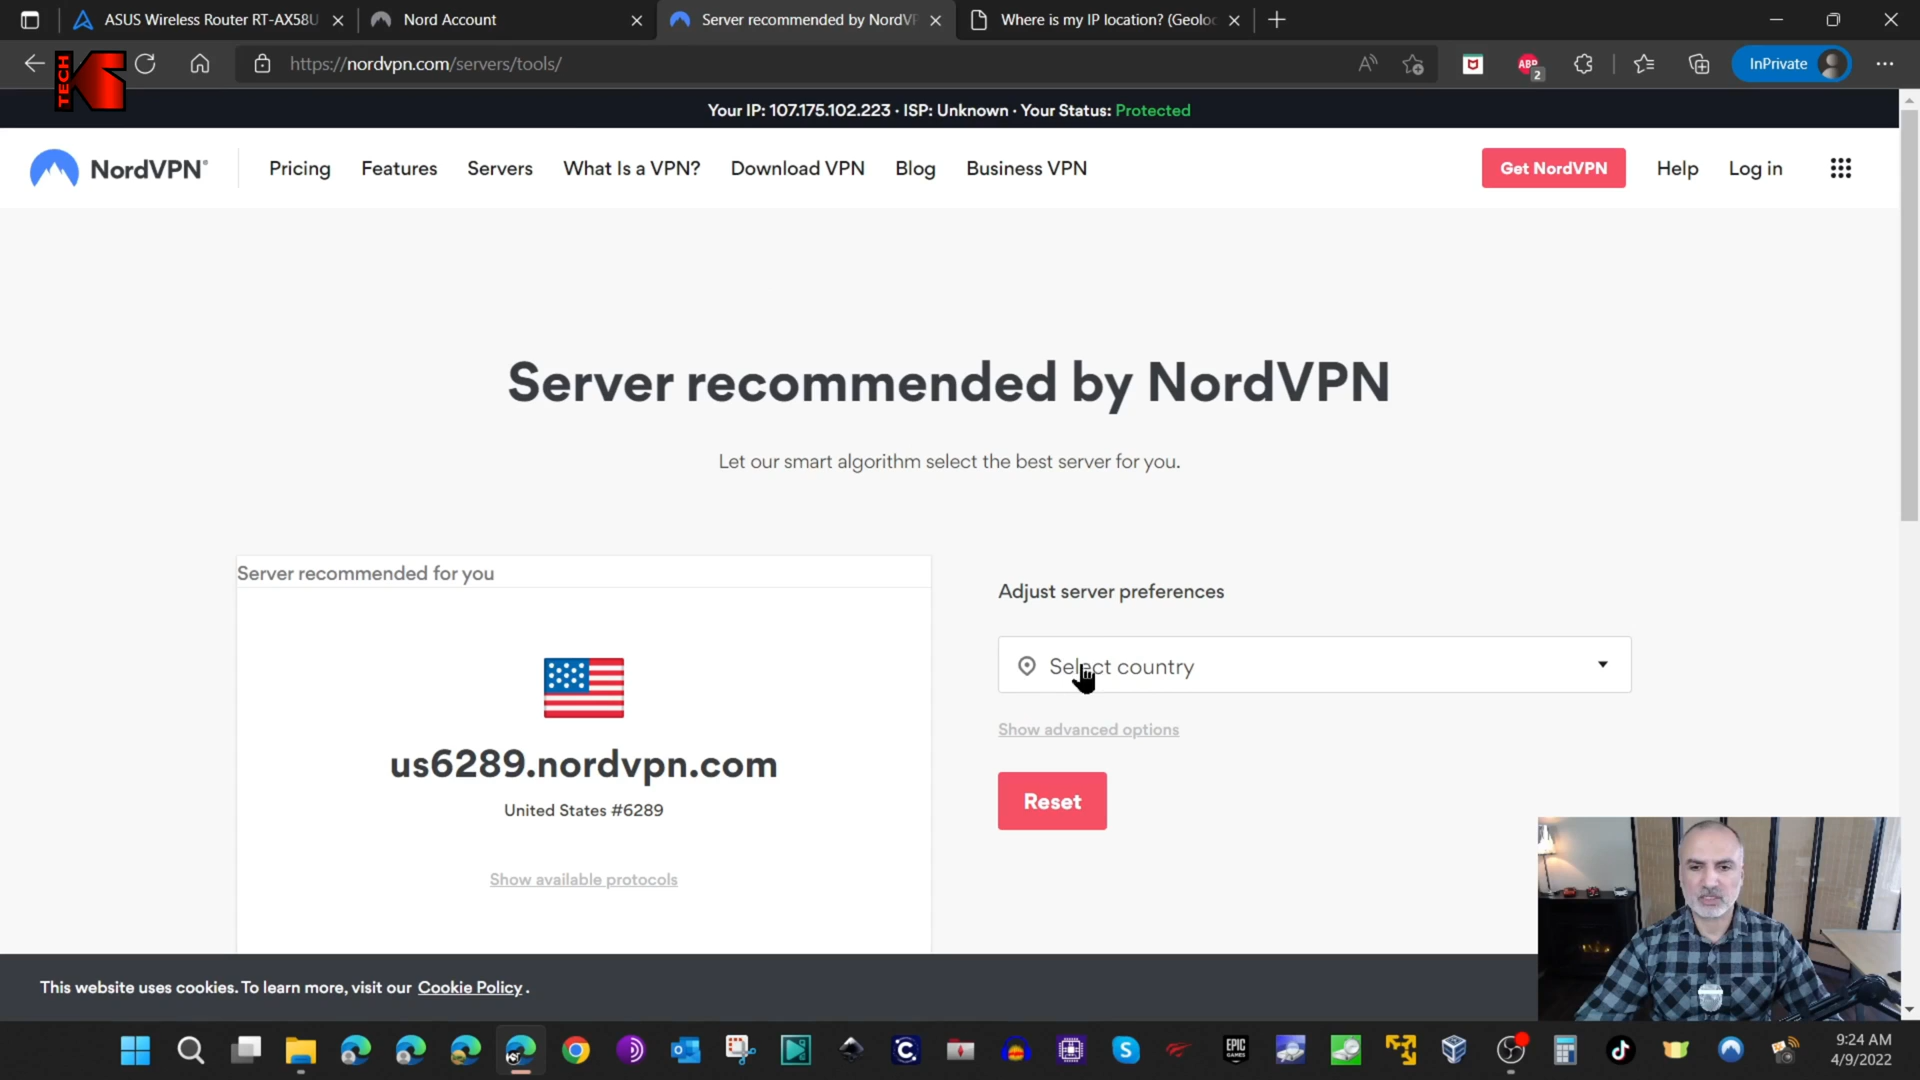 ASUS Wireless Router RT-AX58U
Nord Account
Server recommended by NordVP
Where is my IP location? (Geoloc
TECH K
https://nordvpn.com/servers/tools/
ABP
2
InPrivate
Your IP: 107.175.102.223 · ISP: Unknown · Your Status: Protected
NordVPN®
Pricing
Features
Servers
What Is a VPN?
Download VPN
Blog
Business VPN
Get NordVPN
Help
Log in
Server recommended by NordVPN
Let our smart algorithm select the best server for you.
Server recommended for you
us6289.nordvpn.com
United States #6289
Show available protocols
Adjust server preferences
Select country
Show advanced options
Reset
This website uses cookies. To learn more, visit our Cookie Policy.
EPIC
GAMES
9:24 AM
4/9/2022